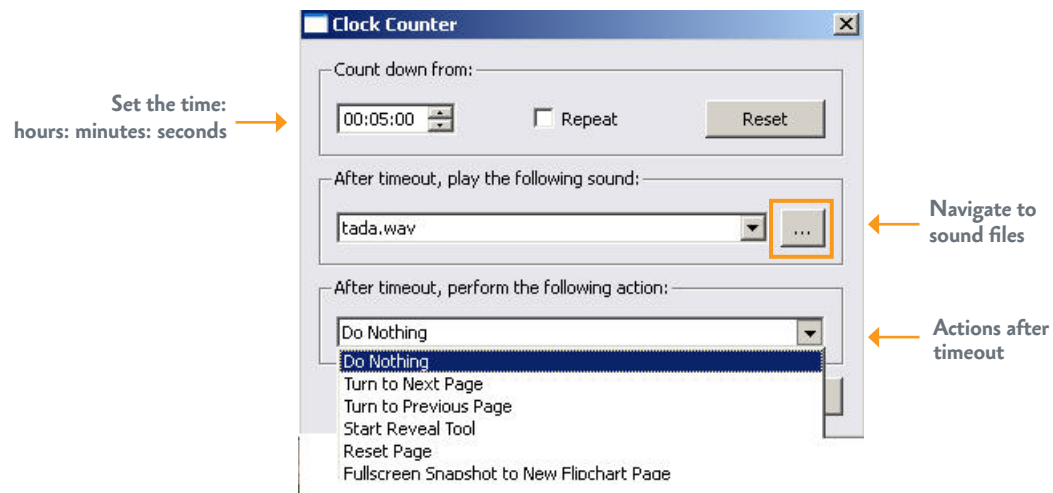 Clock Counter
Count down from:
Set the time:
hours: minutes: seconds
00:05:00
Repeat
Reset
After timeout, play the following sound:
tada.wav
...
Navigate to
sound files
After timeout, perform the following action:
Do Nothing
Actions after
timeout
Do Nothing
Turn to Next Page
Turn to Previous Page
Start Reveal Tool
Reset Page
Fullscreen Snapshot to New Flipchart Page